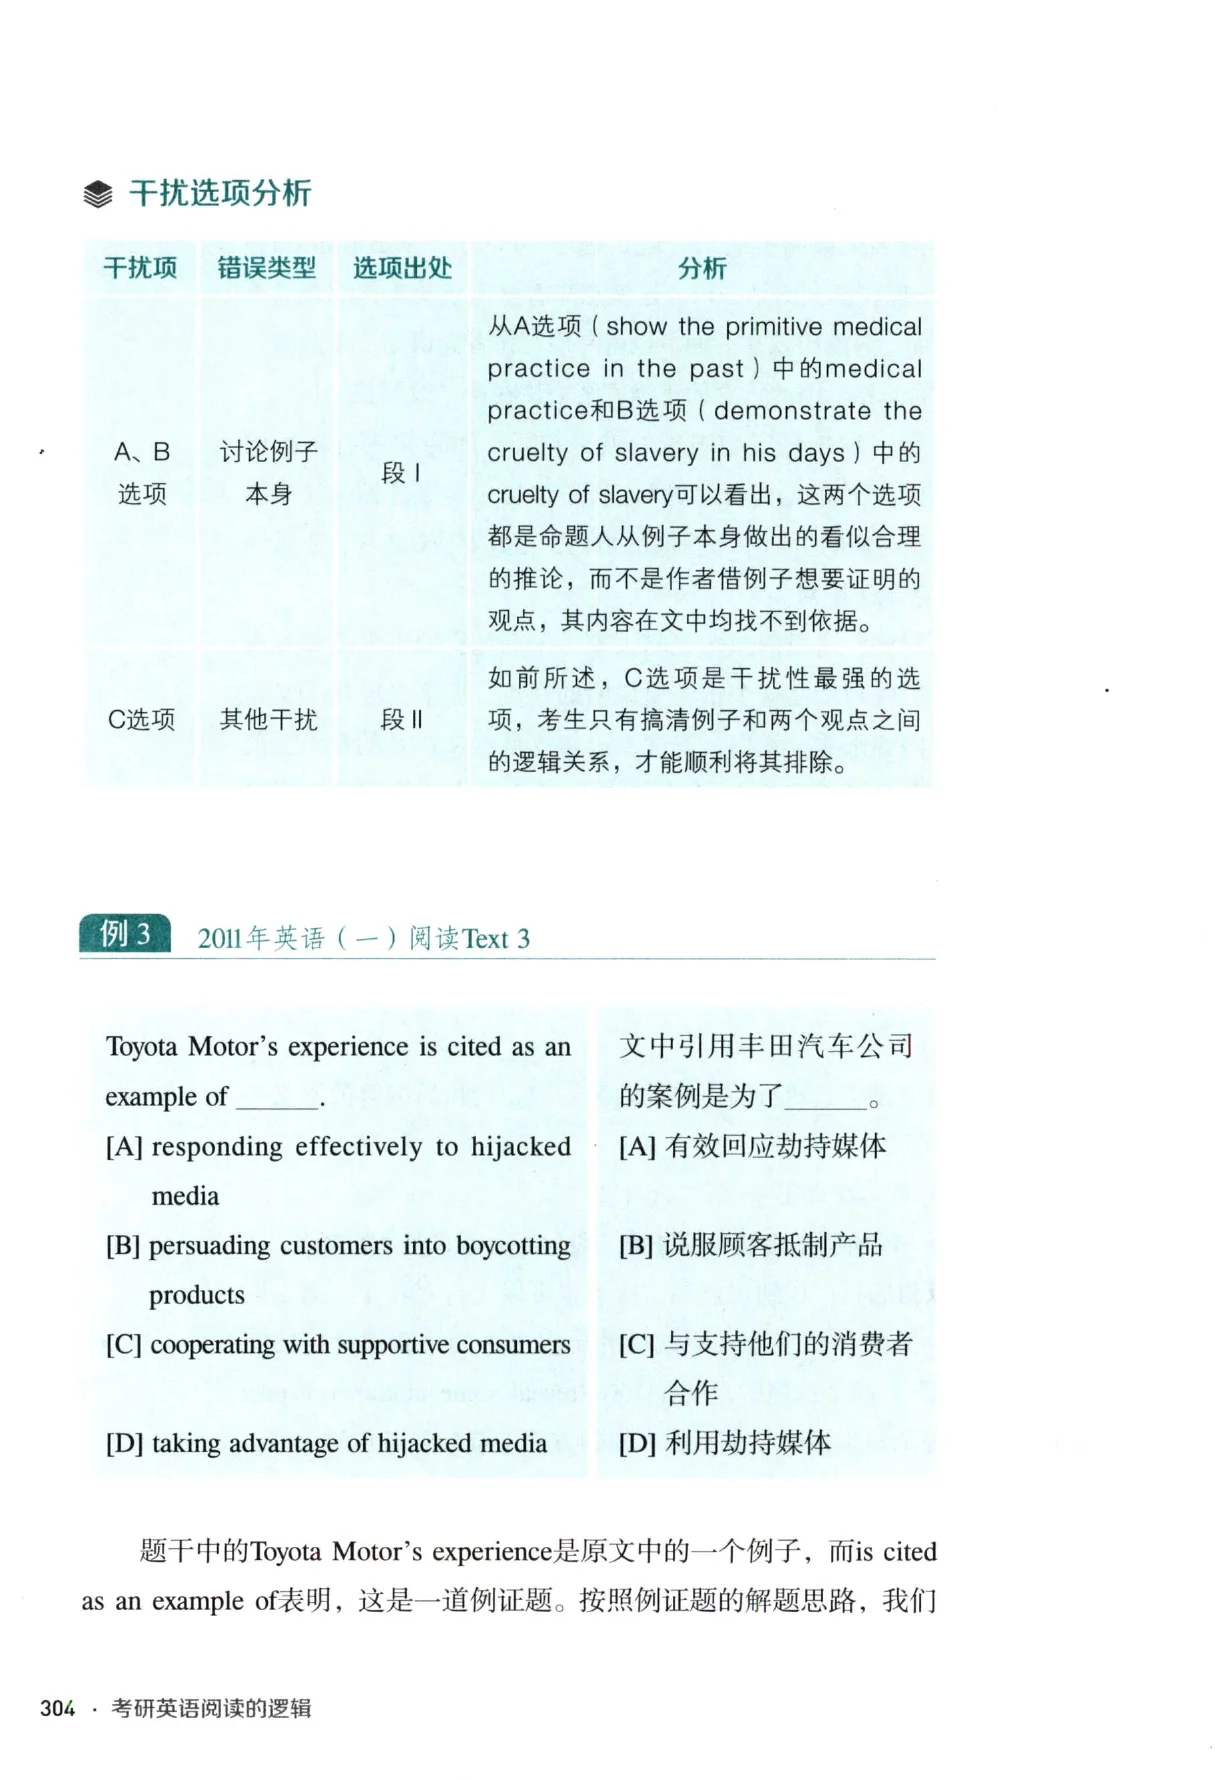 干扰选项分析
干扰项 错误类型 选项出处 分析
A、B
选项
讨论例子
本身
段 I
从A选项（show the primitive medical
practice in the past）中的medical
practice和B选项（demonstrate the
cruelty of slavery in his days）中的
cruelty of slavery可以看出，这两个选项
都是命题人从例子本身做出的看似合理
的推论，而不是作者借例子想要证明的
观点，其内容在文中均找不到依据。
C选项 其他干扰 段 II
如前所述，C选项是干扰性最强的选
项，考生只有搞清例子和两个观点之间
的逻辑关系，才能顺利将其排除。
例 3 2011年英语（一）阅读Text 3
Toyota Motor's experience is cited as an
example of ______.
[A] responding effectively to hijacked
media
[B] persuading customers into boycotting
products
[C] cooperating with supportive consumers
[D] taking advantage of hijacked media
文中引用丰田汽车公司
的案例是为了______。
[A] 有效回应劫持媒体
[B] 说服顾客抵制产品
[C] 与支持他们的消费者
合作
[D] 利用劫持媒体
题干中的Toyota Motor's experience是原文中的一个例子，而is cited
as an example of表明，这是一道例证题。按照例证题的解题思路，我们
304 · 考研英语阅读的逻辑